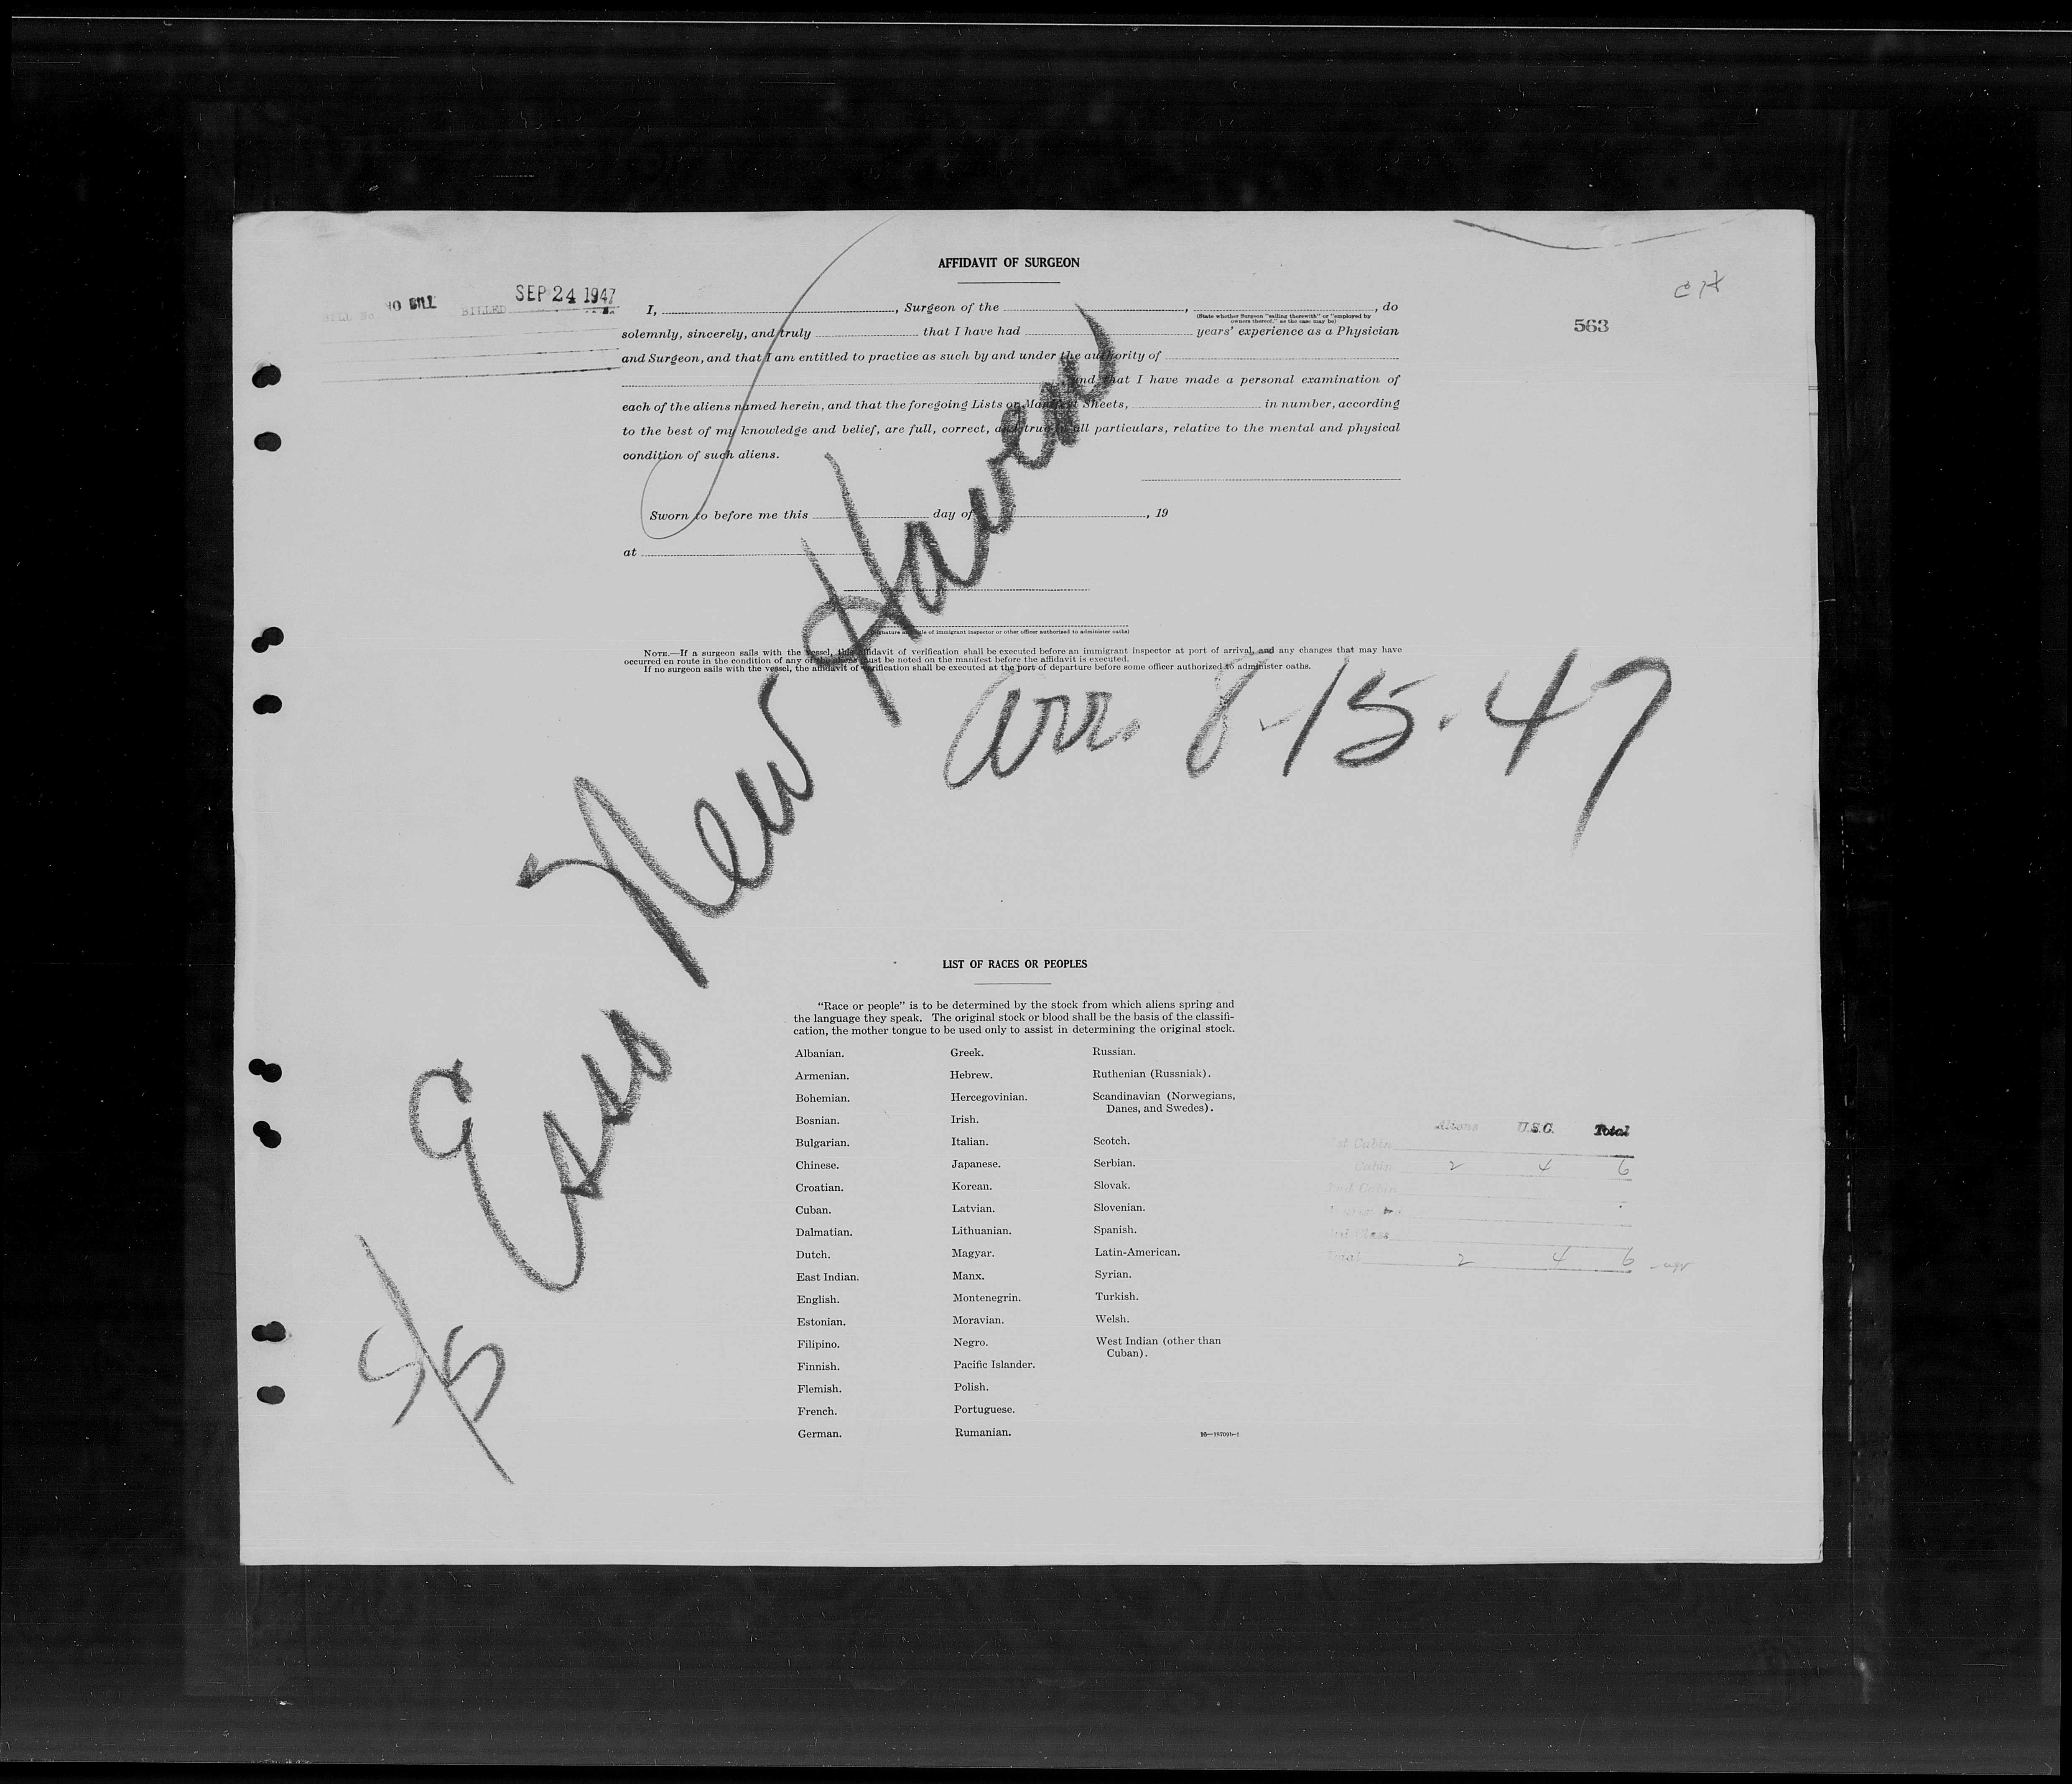 AFFIDAVIT OF SURGEON
NO BILL BILLED SEP 24 1947
563
I, , Surgeon of the , , do
(State whether Surgeon "sailing therewith" or "employed by
owners thereof," as the case may be)
solemnly, sincerely, and truly that I have had years' experience as a Physician
and Surgeon, and that I am entitled to practice as such by and under the authority of
and that I have made a personal examination of
each of the aliens named herein, and that the foregoing Lists or Manifest Sheets, in number, according
to the best of my knowledge and belief, are full, correct, and true in all particulars, relative to the mental and physical
condition of such aliens.
Sworn to before me this day of , 19
at
(Signature and title of immigrant inspector or other officer authorized to administer oaths)
NOTE.—If a surgeon sails with the vessel, this affidavit of verification shall be executed before an immigrant inspector at port of arrival, and any changes that may have
occurred en route in the condition of any of the aliens must be noted on the manifest before the affidavit is executed.
If no surgeon sails with the vessel, the affidavit of verification shall be executed at the port of departure before some officer authorized to administer oaths.
S/S Esso New Haven
arr. 8-15-47
LIST OF RACES OR PEOPLES
"Race or people" is to be determined by the stock from which aliens spring and
the language they speak. The original stock or blood shall be the basis of the classifi-
cation, the mother tongue to be used only to assist in determining the original stock.
Albanian. Greek. Russian.
Armenian. Hebrew. Ruthenian (Russniak).
Bohemian. Hercegovinian. Scandinavian (Norwegians,
Danes, and Swedes).
Bosnian. Irish.
Bulgarian. Italian. Scotch.
Chinese. Japanese. Serbian.
Croatian. Korean. Slovak.
Cuban. Latvian. Slovenian.
Dalmatian. Lithuanian. Spanish.
Dutch. Magyar. Latin-American.
East Indian. Manx. Syrian.
English. Montenegrin. Turkish.
Estonian. Moravian. Welsh.
Filipino. Negro. West Indian (other than
Cuban).
Finnish. Pacific Islander.
Flemish. Polish.
French. Portuguese.
German. Rumanian.
Aliens U.S.C. Total
1st Cabin
Cabin 2 4 6
2nd Cabin
Total 2 4 6